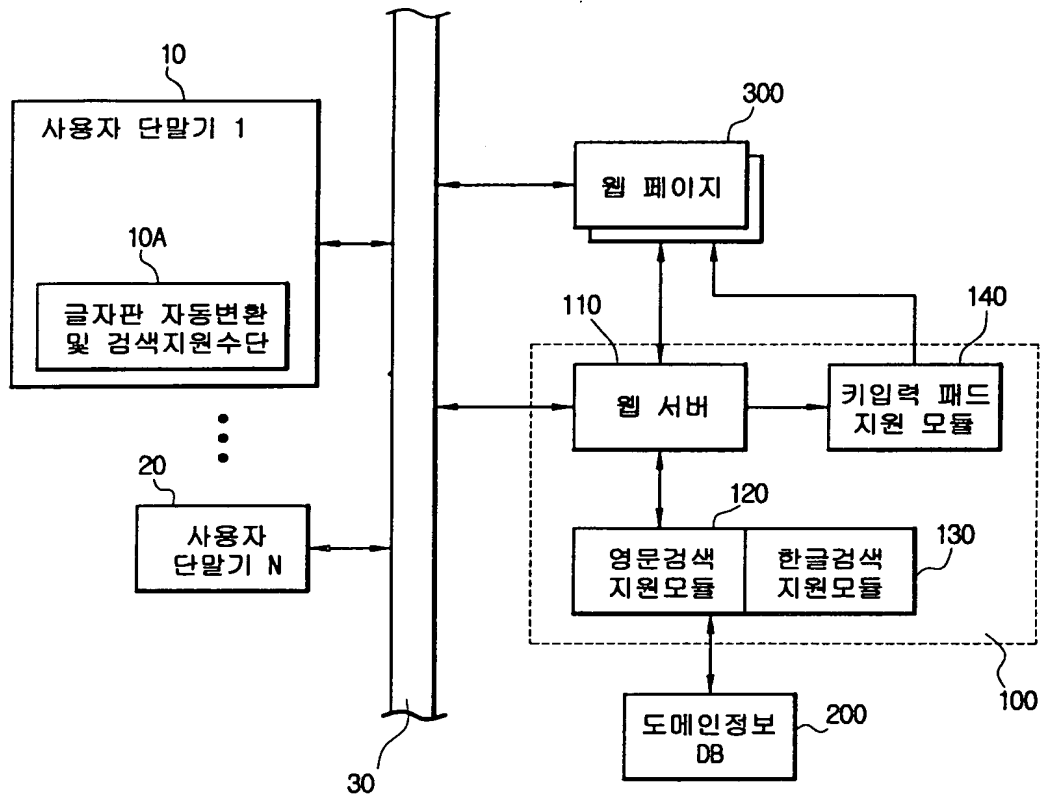 10
사용자 단말기 1
10A
글자판 자동변환
및 검색지원수단
20
사용자
단말기 N
30
300
웹 페이지
110
웹 서버
140
키입력 패드
지원 모듈
120
영문검색
지원모듈
130
한글검색
지원모듈
100
200
도메인정보
DB